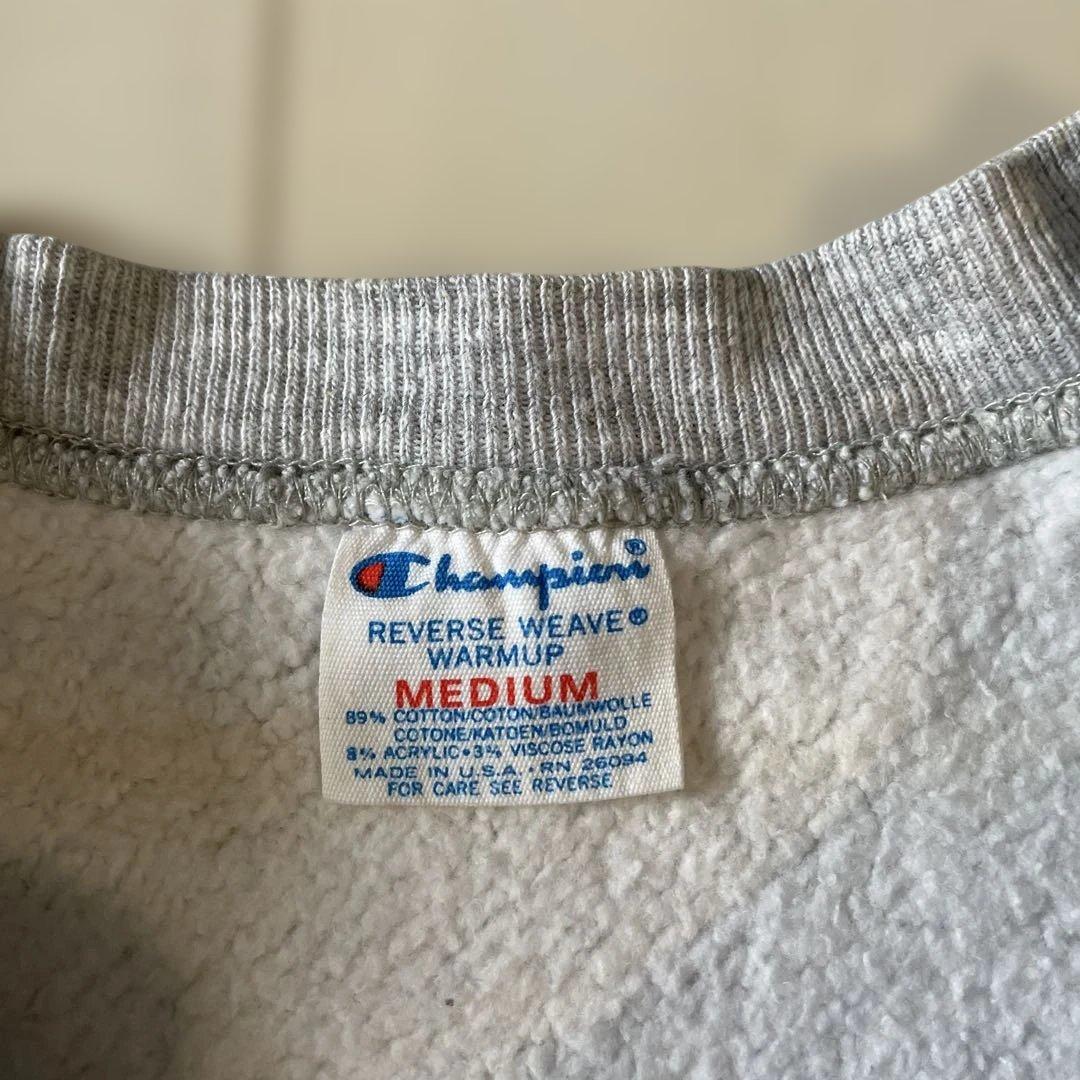 Champion®
REVERSE WEAVE®
WARMUP
MEDIUM
89% COTTON/COTON/BAUMWOLLE
COTONE/KATOEN/BOMULD
8% ACRYLIC•3% VISCOSE RAYON
MADE IN U.S.A. • RN 26094
FOR CARE SEE REVERSE